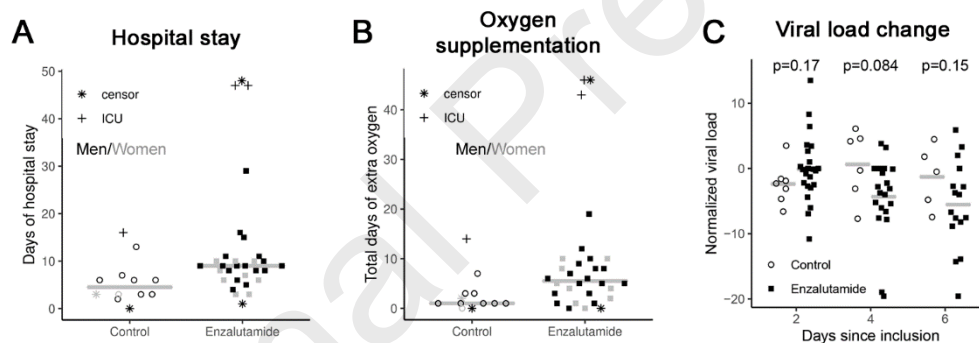 A
Hospital stay
50
40
30
20
10
0
Days of hospital stay
censor
ICU
Men/Women
Control
Enzalutamide
B
Oxygen
supplementation
40
30
20
10
0
Total days of extra oxygen
censor
ICU
Men/Women
Control
Enzalutamide
C
Viral load change
p=0.17 p=0.084 p=0.15
10
0
−10
−20
Normalized viral load
Control
Enzalutamide
2 4 6
Days since inclusion